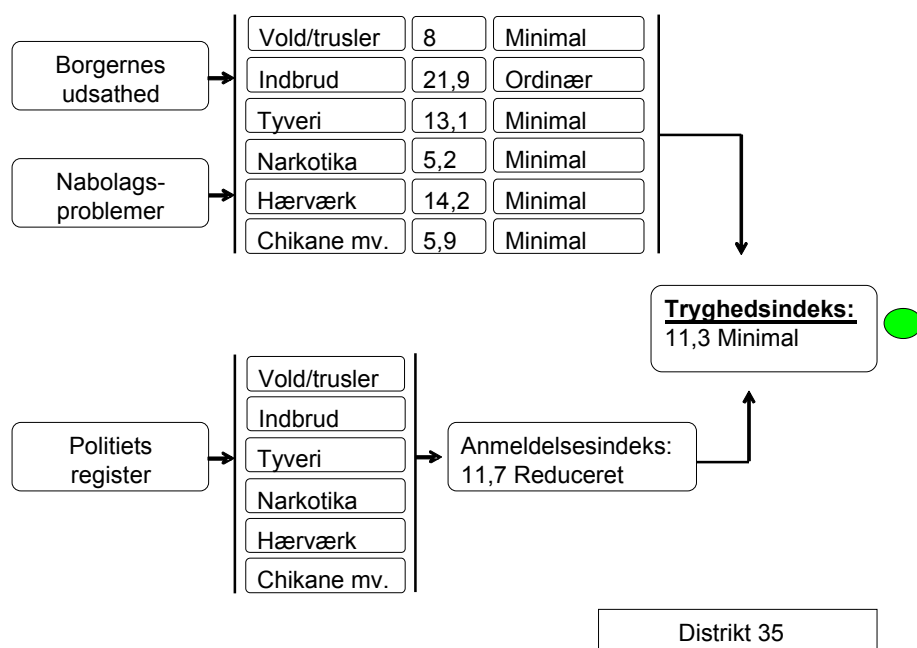 Borgernes
udsathed
Nabolags-
problemer
Vold/trusler 8 Minimal
Indbrud 21,9 Ordinær
Tyveri 13,1 Minimal
Narkotika 5,2 Minimal
Hærværk 14,2 Minimal
Chikane mv. 5,9 Minimal
Tryghedsindeks:
11,3 Minimal
Politiets
register
Vold/trusler
Indbrud
Tyveri
Narkotika
Hærværk
Chikane mv.
Anmeldelsesindeks:
11,7 Reduceret
Distrikt 35